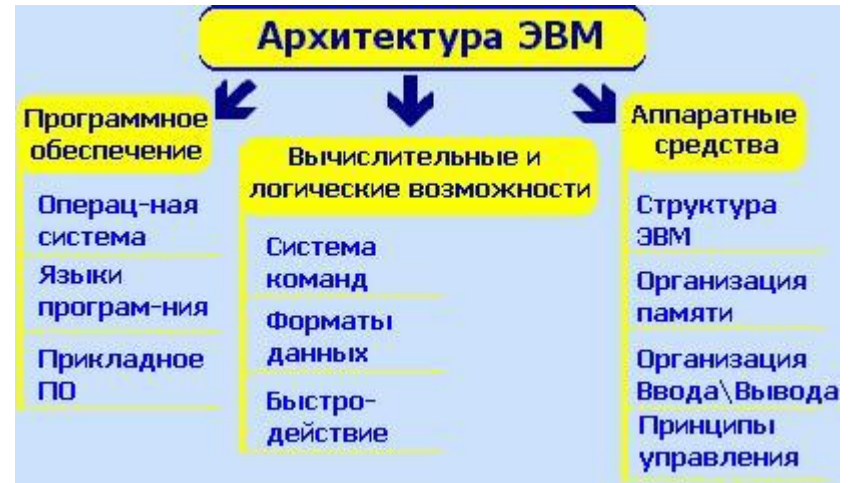 Архитектура ЭВМ
Программное
обеспечение
Операц-ная
система
Языки
програм-ния
Прикладное
ПО
Вычислительные и
логические возможности
Система
команд
Форматы
данных
Быстро-
действие
Аппаратные
средства
Структура
ЭВМ
Организация
памяти
Организация
Ввода\Вывода
Принципы
управления